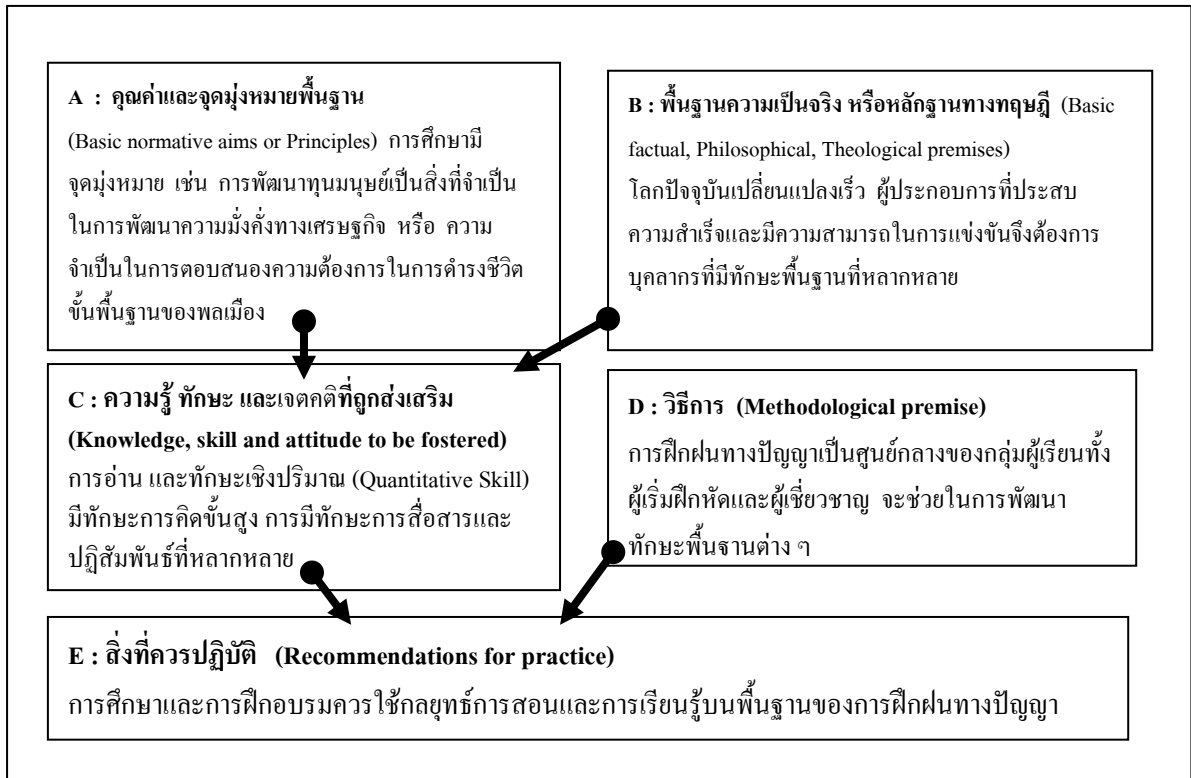 A : คุณค่าและจุดมุ่งหมายพื้นฐาน
(Basic normative aims or Principles) การศึกษามี
จุดมุ่งหมาย เช่น การพัฒนาทุนมนุษย์เป็นสิ่งที่จำเป็น
ในการพัฒนาความมั่งคั่งทางเศรษฐกิจ หรือ ความ
จำเป็นในการตอบสนองความต้องการในการดำรงชีวิต
ขั้นพื้นฐานของพลเมือง
B : พื้นฐานความเป็นจริง หรือหลักฐานทางทฤษฎี (Basic
factual, Philosophical, Theological premises)
โลกปัจจุบันเปลี่ยนแปลงเร็ว ผู้ประกอบการที่ประสบ
ความสำเร็จและมีความสามารถในการแข่งขันจึงต้องการ
บุคลากรที่มีทักษะพื้นฐานที่หลากหลาย
C : ความรู้ ทักษะ และเจตคติที่ถูกส่งเสริม
(Knowledge, skill and attitude to be fostered)
การอ่าน และทักษะเชิงปริมาณ (Quantitative Skill)
มีทักษะการคิดขั้นสูง การมีทักษะการสื่อสารและ
ปฏิสัมพันธ์ที่หลากหลาย
D : วิธีการ (Methodological premise)
การฝึกฝนทางปัญญาเป็นศูนย์กลางของกลุ่มผู้เรียนทั้ง
ผู้เริ่มฝึกหัดและผู้เชี่ยวชาญ จะช่วยในการพัฒนา
ทักษะพื้นฐานต่าง ๆ
E : สิ่งที่ควรปฏิบัติ (Recommendations for practice)
การศึกษาและการฝึกอบรมควรใช้กลยุทธ์การสอนและการเรียนรู้บนพื้นฐานของการฝึกฝนทางปัญญา